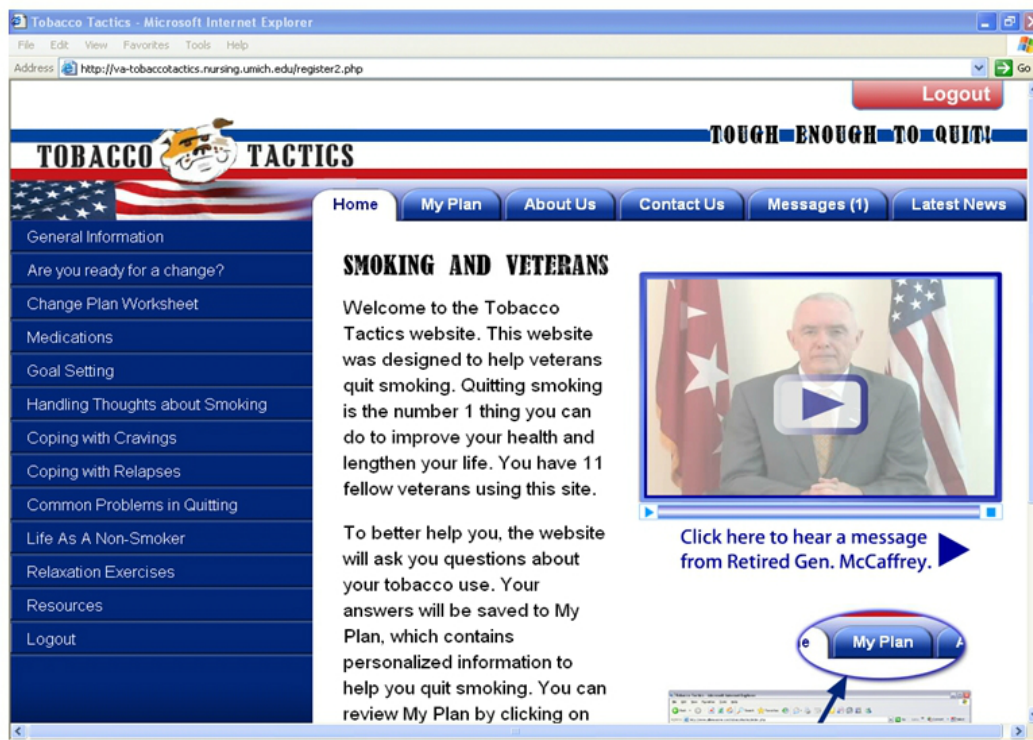 Tobacco Tactics - Microsoft Internet Explorer
File Edit View Favorites Tools Help
Address http://va-tobaccotactics.nursing.umich.edu/register2.php Go
Logout
TOUGH ENOUGH TO QUIT!
TOBACCO TACTICS
Home My Plan About Us Contact Us Messages (1) Latest News
General Information
Are you ready for a change?
Change Plan Worksheet
Medications
Goal Setting
Handling Thoughts about Smoking
Coping with Cravings
Coping with Relapses
Common Problems in Quitting
Life As A Non-Smoker
Relaxation Exercises
Resources
Logout
SMOKING AND VETERANS
Welcome to the Tobacco
Tactics website. This website
was designed to help veterans
quit smoking. Quitting smoking
is the number 1 thing you can
do to improve your health and
lengthen your life. You have 11
fellow veterans using this site.
To better help you, the website
will ask you questions about
your tobacco use. Your
answers will be saved to My
Plan, which contains
personalized information to
help you quit smoking. You can
review My Plan by clicking on
Click here to hear a message
from Retired Gen. McCaffrey.
e My Plan